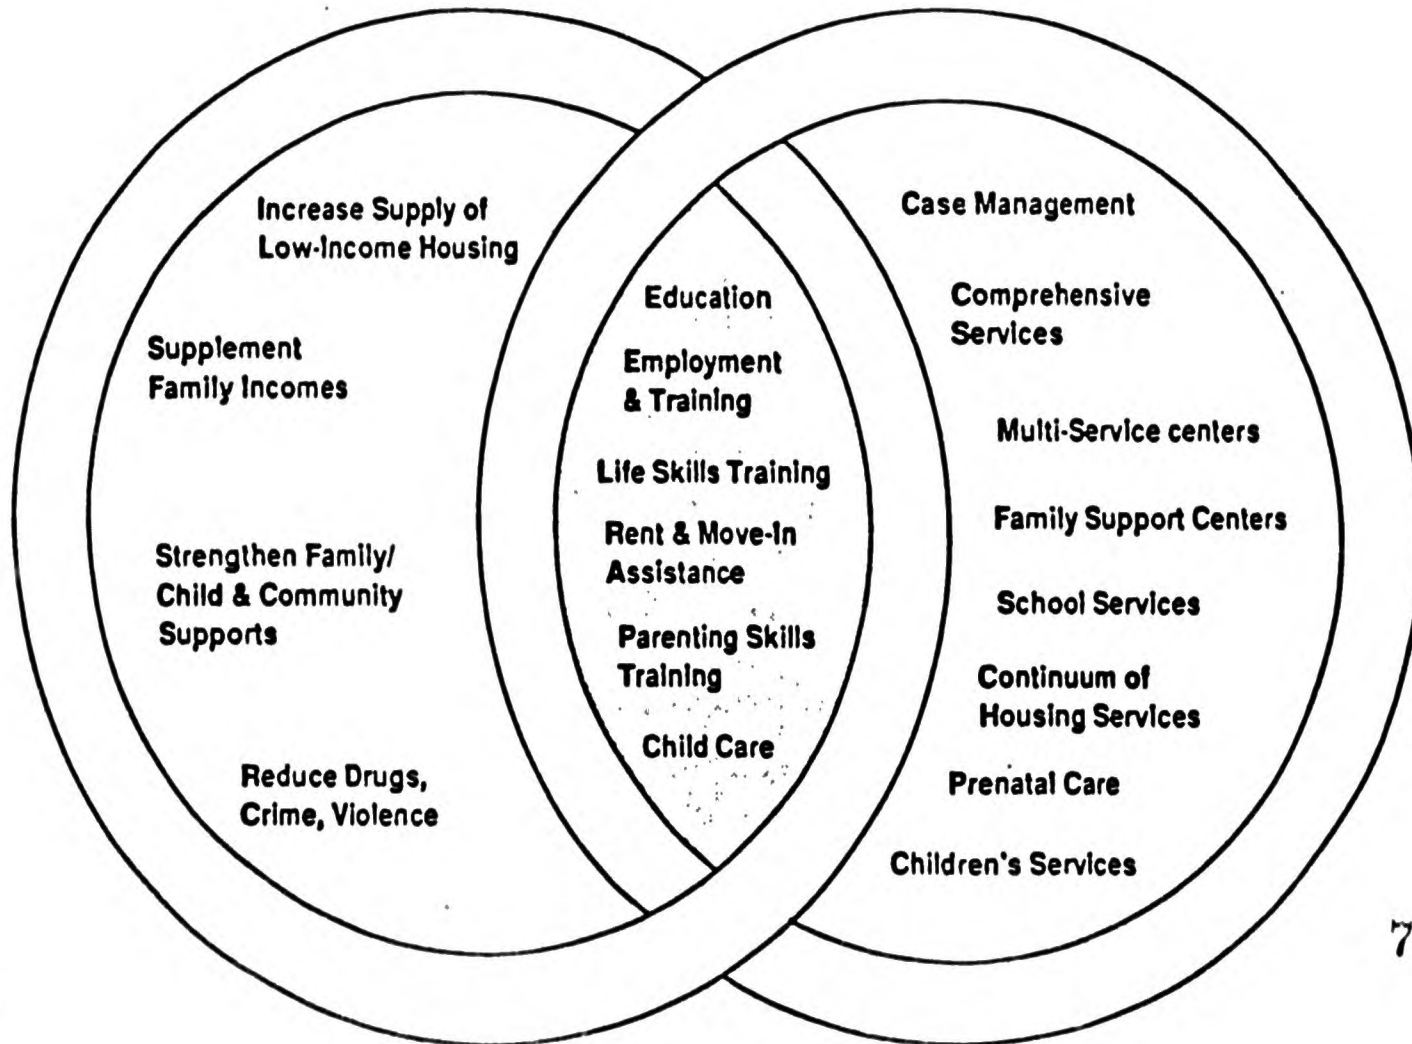 Increase Supply of
Low-Income Housing
Supplement
Family Incomes
Strengthen Family/
Child & Community
Supports
Reduce Drugs,
Crime, Violence
Education
Employment
& Training
Life Skills Training
Rent & Move-In
Assistance
Parenting Skills
Training
Child Care
Case Management
Comprehensive
Services
Multi-Service centers
Family Support Centers
School Services
Continuum of
Housing Services
Prenatal Care
Children's Services
7